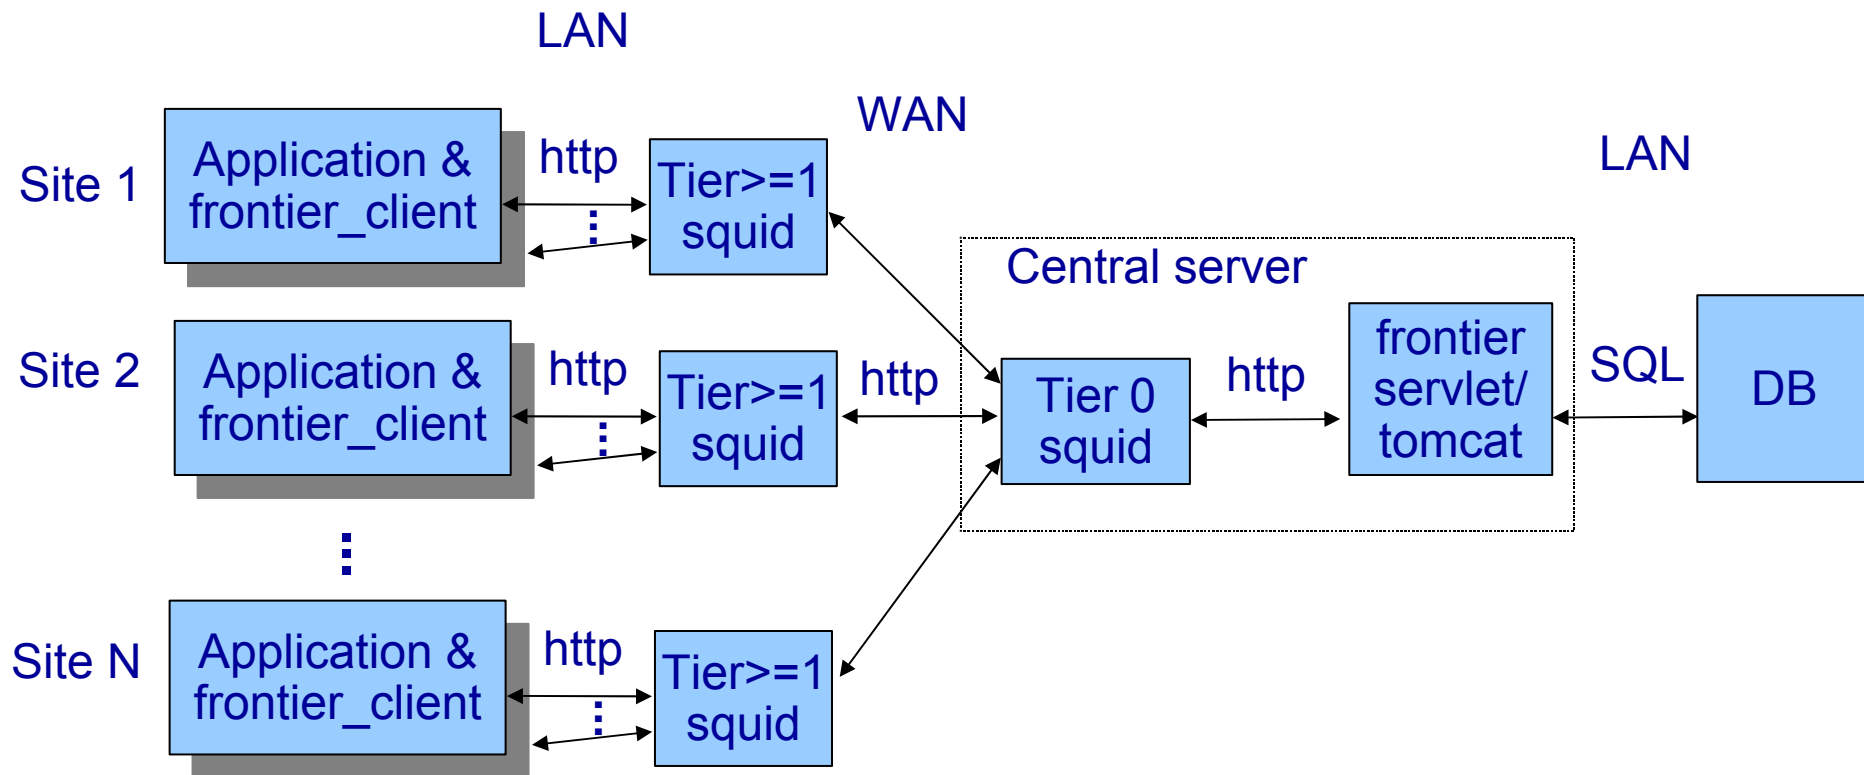 LAN
WAN
LAN
Site 1
Application &
frontier_client
http
Tier>=1
squid
Central server
Site 2
Application &
frontier_client
http
Tier>=1
squid
http
Tier 0
squid
http
frontier
servlet/
tomcat
SQL
DB
Site N
Application &
frontier_client
http
Tier>=1
squid